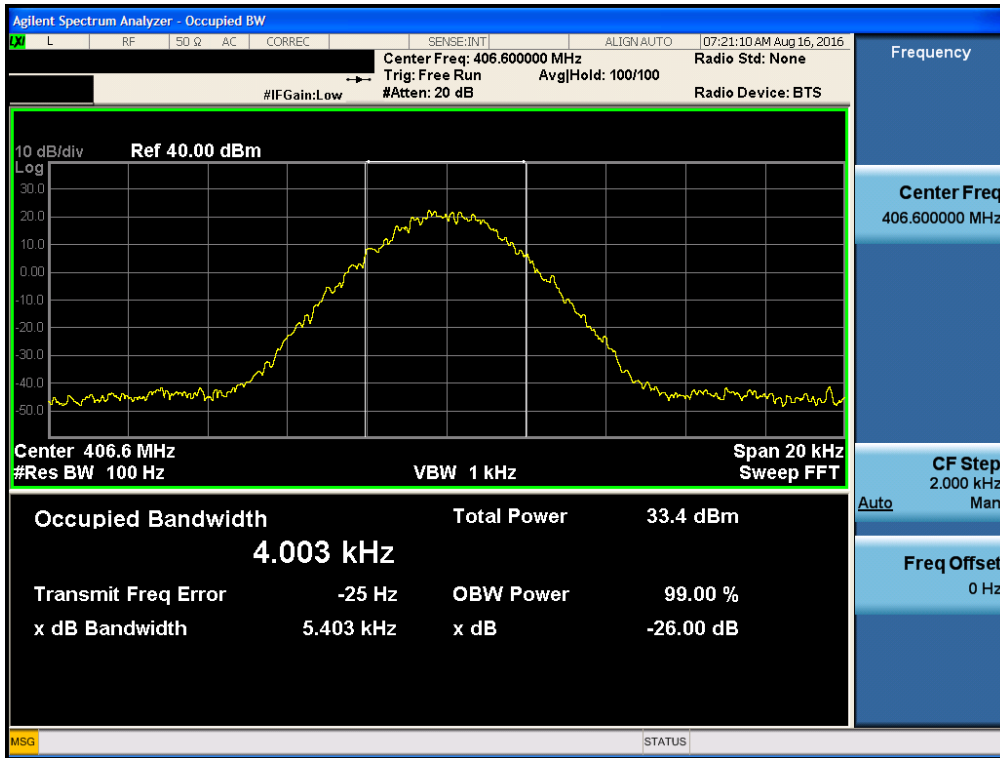 Agilent Spectrum Analyzer - Occupied BW
LXI L RF 50 Ω AC CORREC SENSE:INT ALIGN AUTO 07:21:10 AM Aug 16, 2016
Center Freq: 406.600000 MHz Radio Std: None
Trig: Free Run Avg|Hold: 100/100
#IFGain:Low #Atten: 20 dB Radio Device: BTS
10 dB/div Ref 40.00 dBm
Log
30.0
20.0
10.0
0.00
-10.0
-20.0
-30.0
-40.0
-50.0
Center 406.6 MHz Span 20 kHz
#Res BW 100 Hz VBW 1 kHz Sweep FFT
Occupied Bandwidth Total Power 33.4 dBm
4.003 kHz
Transmit Freq Error -25 Hz OBW Power 99.00 %
x dB Bandwidth 5.403 kHz x dB -26.00 dB
MSG STATUS
Frequency
Center Freq
406.600000 MHz
CF Step
2.000 kHz
Auto Man
Freq Offset
0 Hz